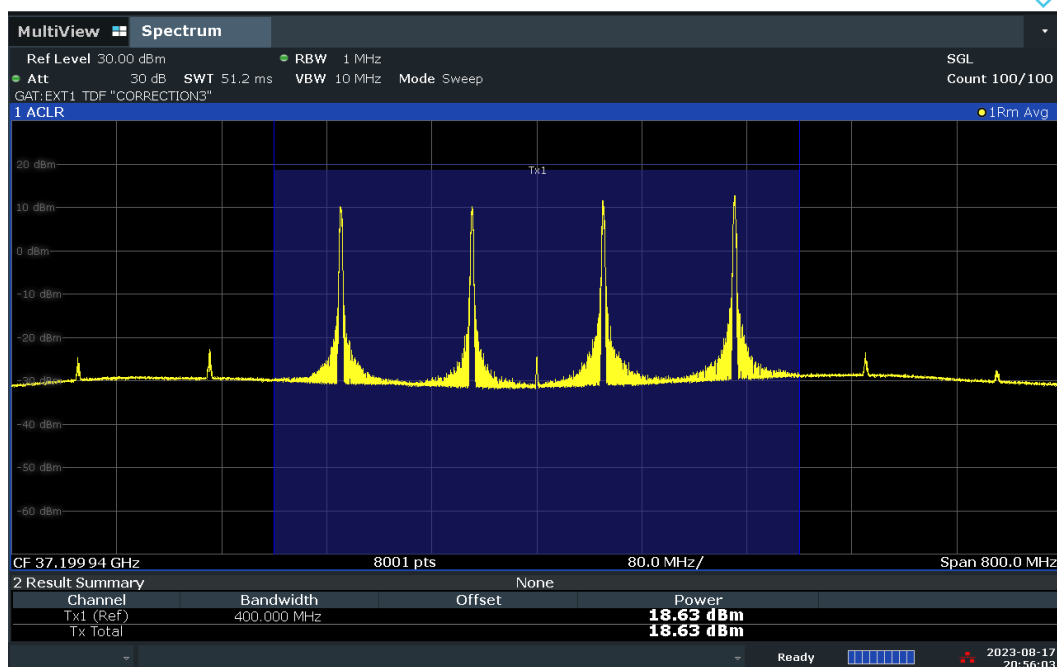 MultiView Spectrum
Ref Level 30.00 dBm RBW 1 MHz SGL
Att 30 dB SWT 51.2 ms VBW 10 MHz Mode Sweep Count 100/100
GAT:EXT1 TDF "CORRECTION3"
1 ACLR 1Rm Avg
20 dBm
Tx1
10 dBm
0 dBm
-10 dBm
-20 dBm
-30 dBm
-40 dBm
-50 dBm
-60 dBm
CF 37.19994 GHz 8001 pts 80.0 MHz/ Span 800.0 MHz
2 Result Summary None
Channel Bandwidth Offset Power
Tx1 (Ref) 400.000 MHz 18.63 dBm
Tx Total 18.63 dBm
Ready 2023-08-17
20:56:03